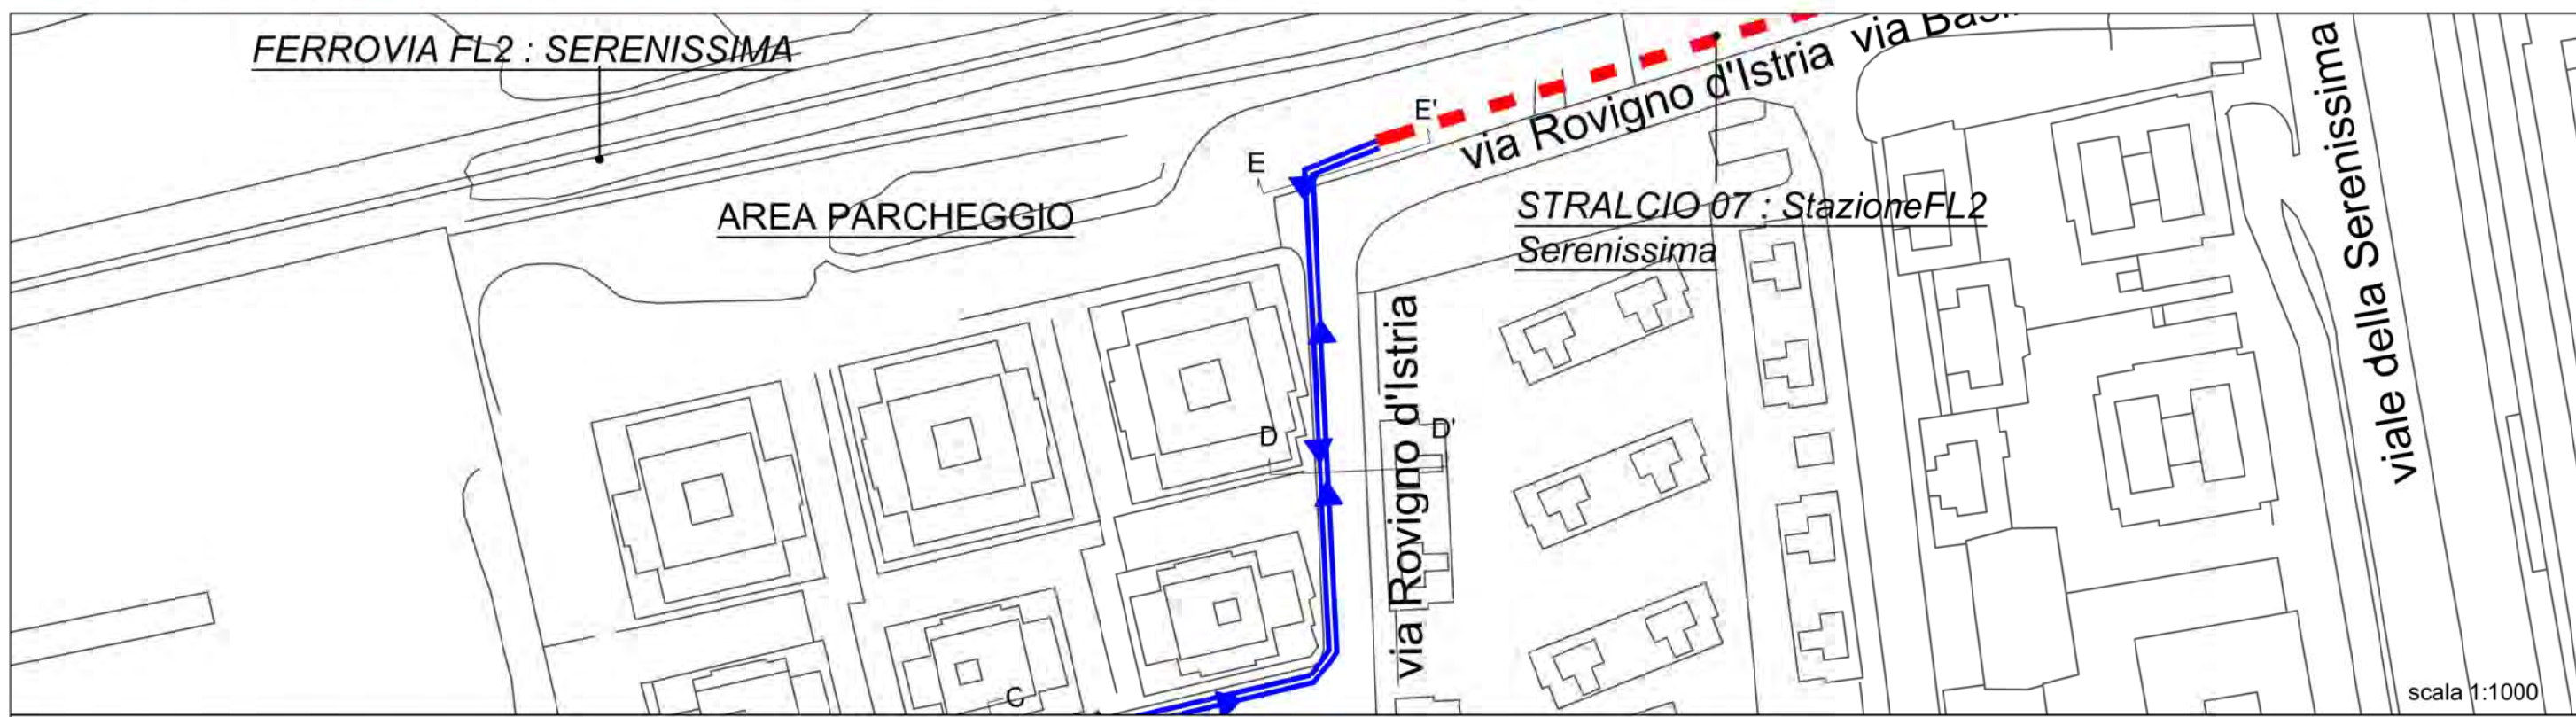 FERROVIA FL2 : SERENISSIMA
via Rovigno d'Istria
via
E'
E
AREA PARCHEGGIO
STRALCIO 07 : StazioneFL2
Serenissima
viale della Serenissima
via Rovigno d'Istria
D
D'
C
scala 1:1000